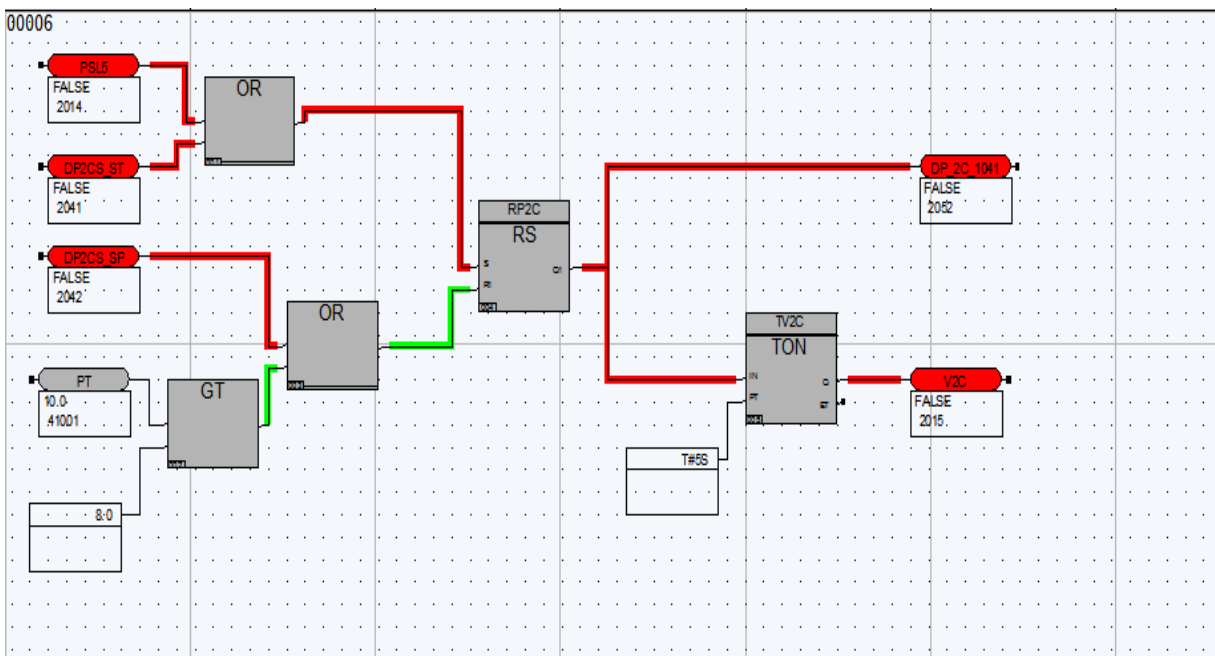 00006
PSL5
FALSE
2014
OR
DP2CS_ST
FALSE
2041
DP2CS_SP
FALSE
2042
OR
PT
10.0
41001
GT
8.0
RP2C
RS
S
R1
Q1
DP_2C_1041
FALSE
2052
TV2C
TON
IN
Q
PT
ET
T#5S
V2C
FALSE
2015